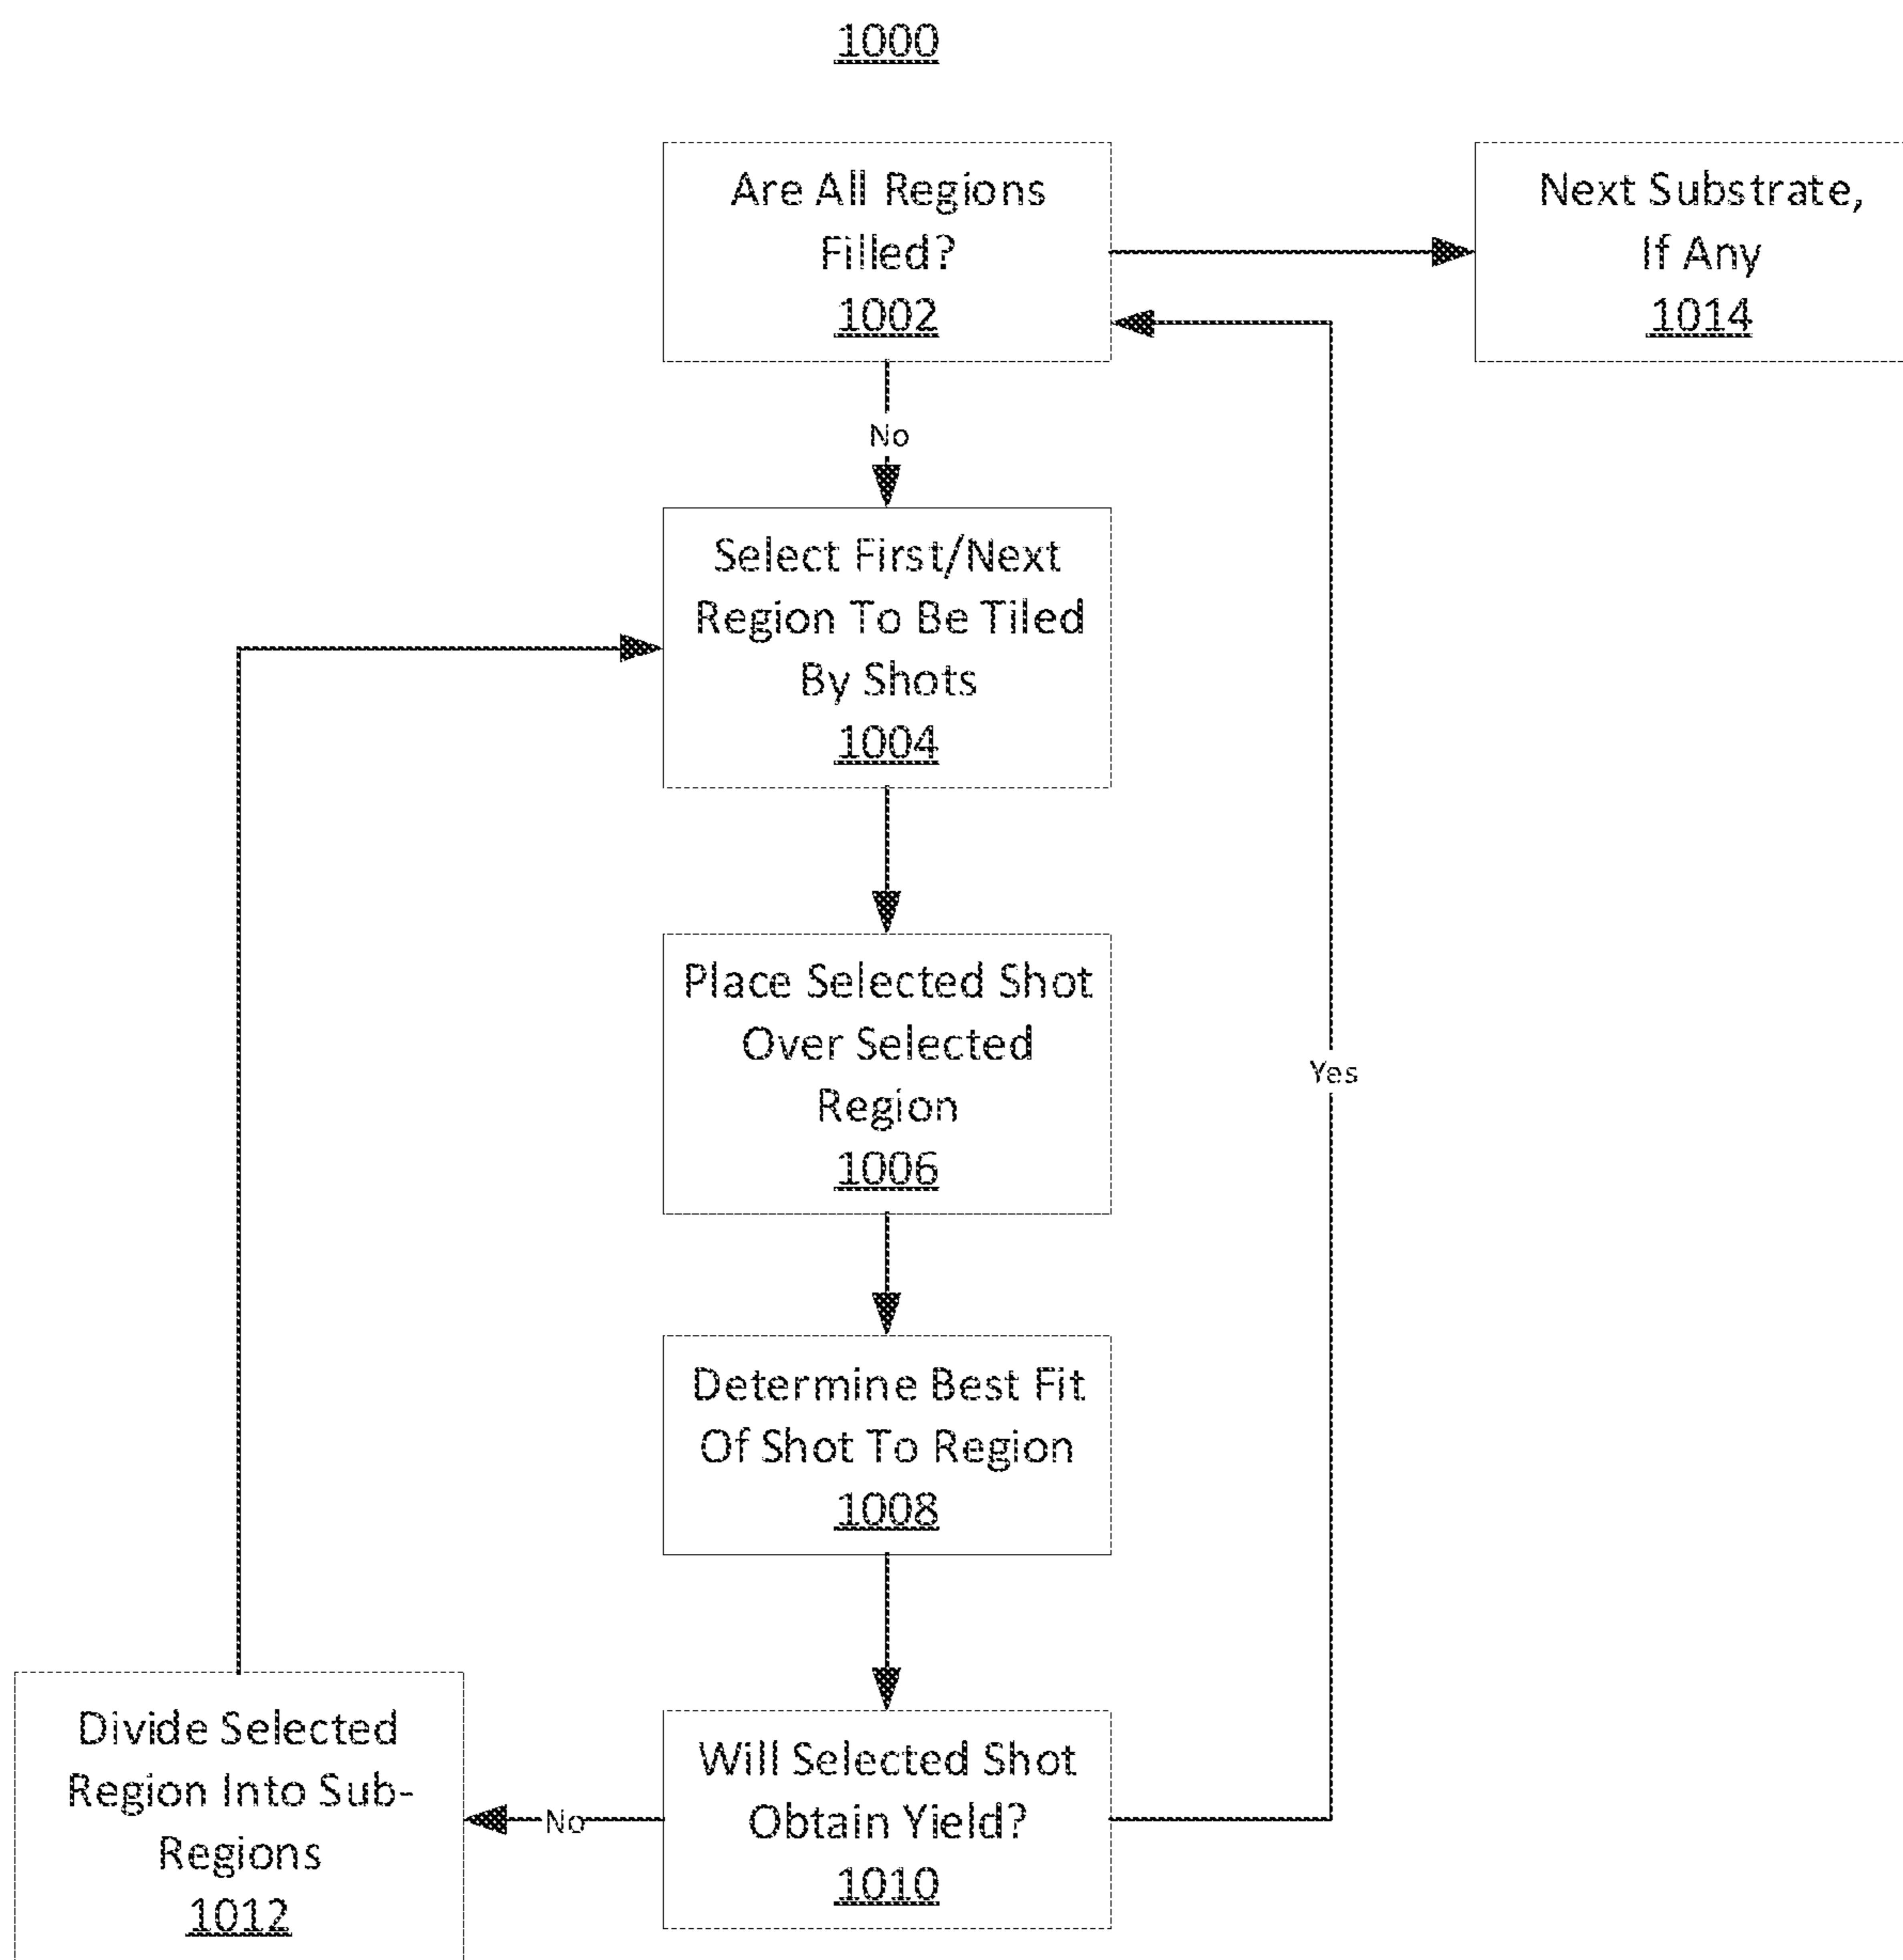 1000
Are All Regions
Filled?
1002
Next Substrate,
If Any
1014
No
Select First/Next
Region To Be Tiled
By Shots
1004
Place Selected Shot
Over Selected
Region
1006
Yes
Determine Best Fit
Of Shot To Region
1008
Divide Selected
Region Into Sub-
Regions
1012
No
Will Selected Shot
Obtain Yield?
1010